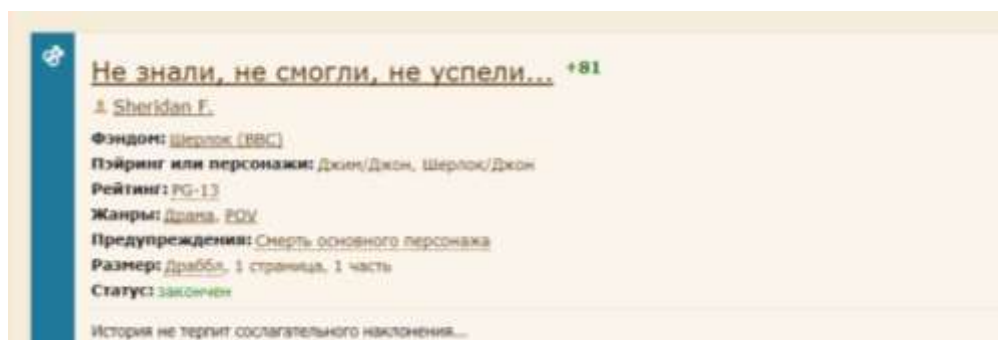 Не знали, не смогли, не успели... +81
Sheridan F.
Фэндом: Шерлок (BBC)
Пэйринг или персонажи: Джим/Джон, Шерлок/Джон
Рейтинг: PG-13
Жанры: Драма, POV
Предупреждения: Смерть основного персонажа
Размер: Драббл, 1 страница, 1 часть
Статус: закончен
История не терпит сослагательного наклонения...